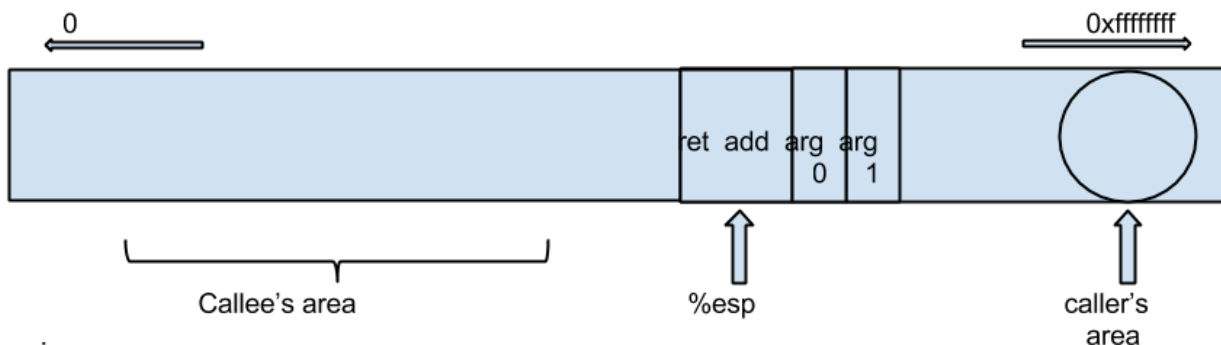 0 0xffffffff
ret add arg arg
0 1
Callee's area %esp caller's
area
.